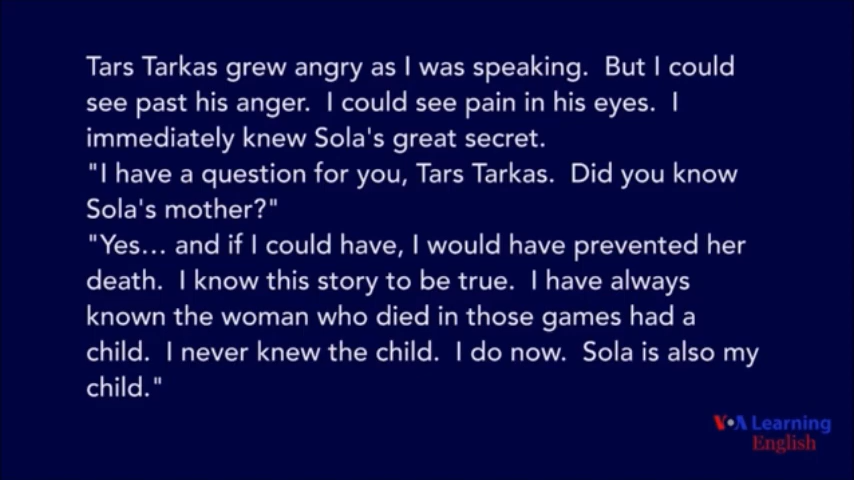 Tars Tarkas grew angry as I was speaking.  But I could
see past his anger.  I could see pain in his eyes.  I
immediately knew Sola's great secret.
"I have a question for you, Tars Tarkas.  Did you know
Sola's mother?"
"Yes... and if I could have, I would have prevented her
death.  I know this story to be true.  I have always
known the woman who died in those games had a
child.  I never knew the child.  I do now.  Sola is also my
child."
VOA Learning
English